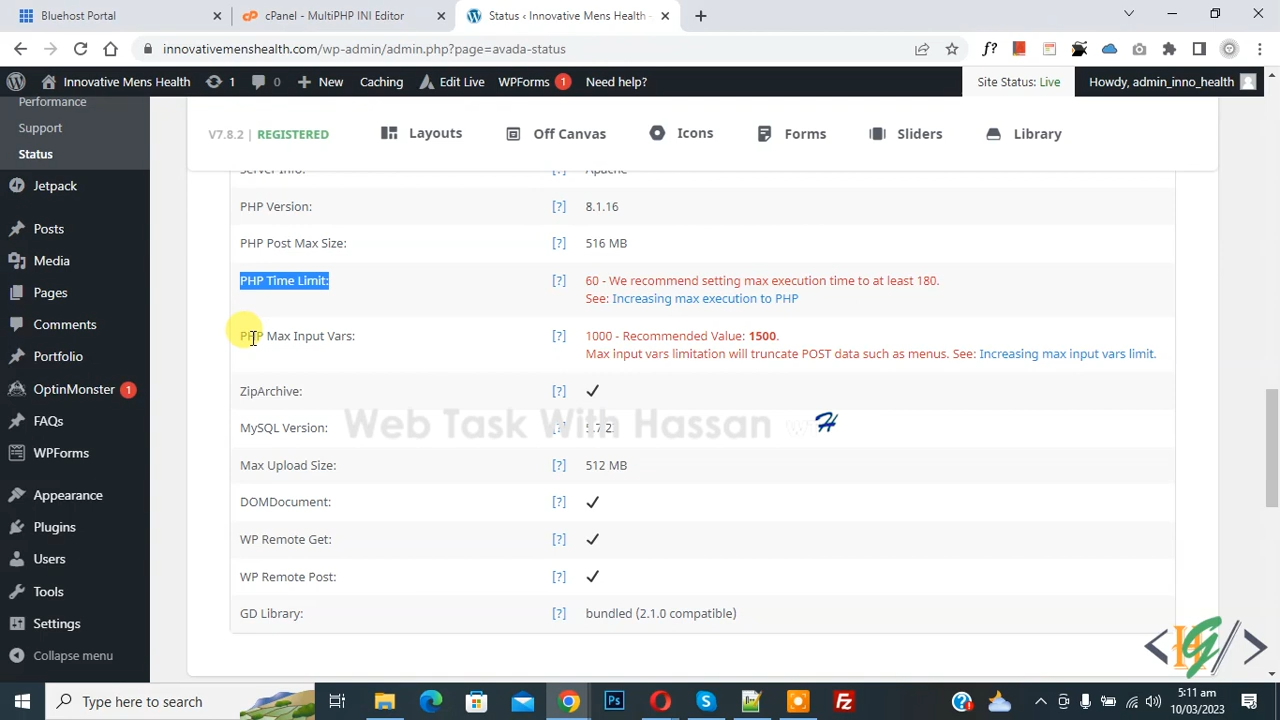 Bluehost Portal
cPanel - MultiPHP INI Editor
Status ‹ Innovative Mens Health -
innovativemenshealth.com/wp-admin/admin.php?page=avada-status
Innovative Mens Health 1 0 New Caching Edit Live WPForms 1 Need help? Site Status: Live Howdy, admin_inno_health
Performance
Support
Status
Jetpack
Posts
Media
Pages
Comments
Portfolio
OptinMonster 1
FAQs
WPForms
Appearance
Plugins
Users
Tools
Settings
Collapse menu
V7.8.2 | REGISTERED Layouts Off Canvas Icons Forms Sliders Library
Server Info: [?] Apache
PHP Version: [?] 8.1.16
PHP Post Max Size: [?] 516 MB
PHP Time Limit: [?] 60 - We recommend setting max execution time to at least 180.
See: Increasing max execution to PHP
PHP Max Input Vars: [?] 1000 - Recommended Value: 1500.
Max input vars limitation will truncate POST data such as menus. See: Increasing max input vars limit.
ZipArchive: [?] ✓
MySQL Version:
Web Task With Hassan
Max Upload Size: [?] 512 MB
DOMDocument: [?] ✓
WP Remote Get: [?] ✓
WP Remote Post: [?] ✓
GD Library: [?] bundled (2.1.0 compatible)
Type here to search
5:11 am
10/03/2023